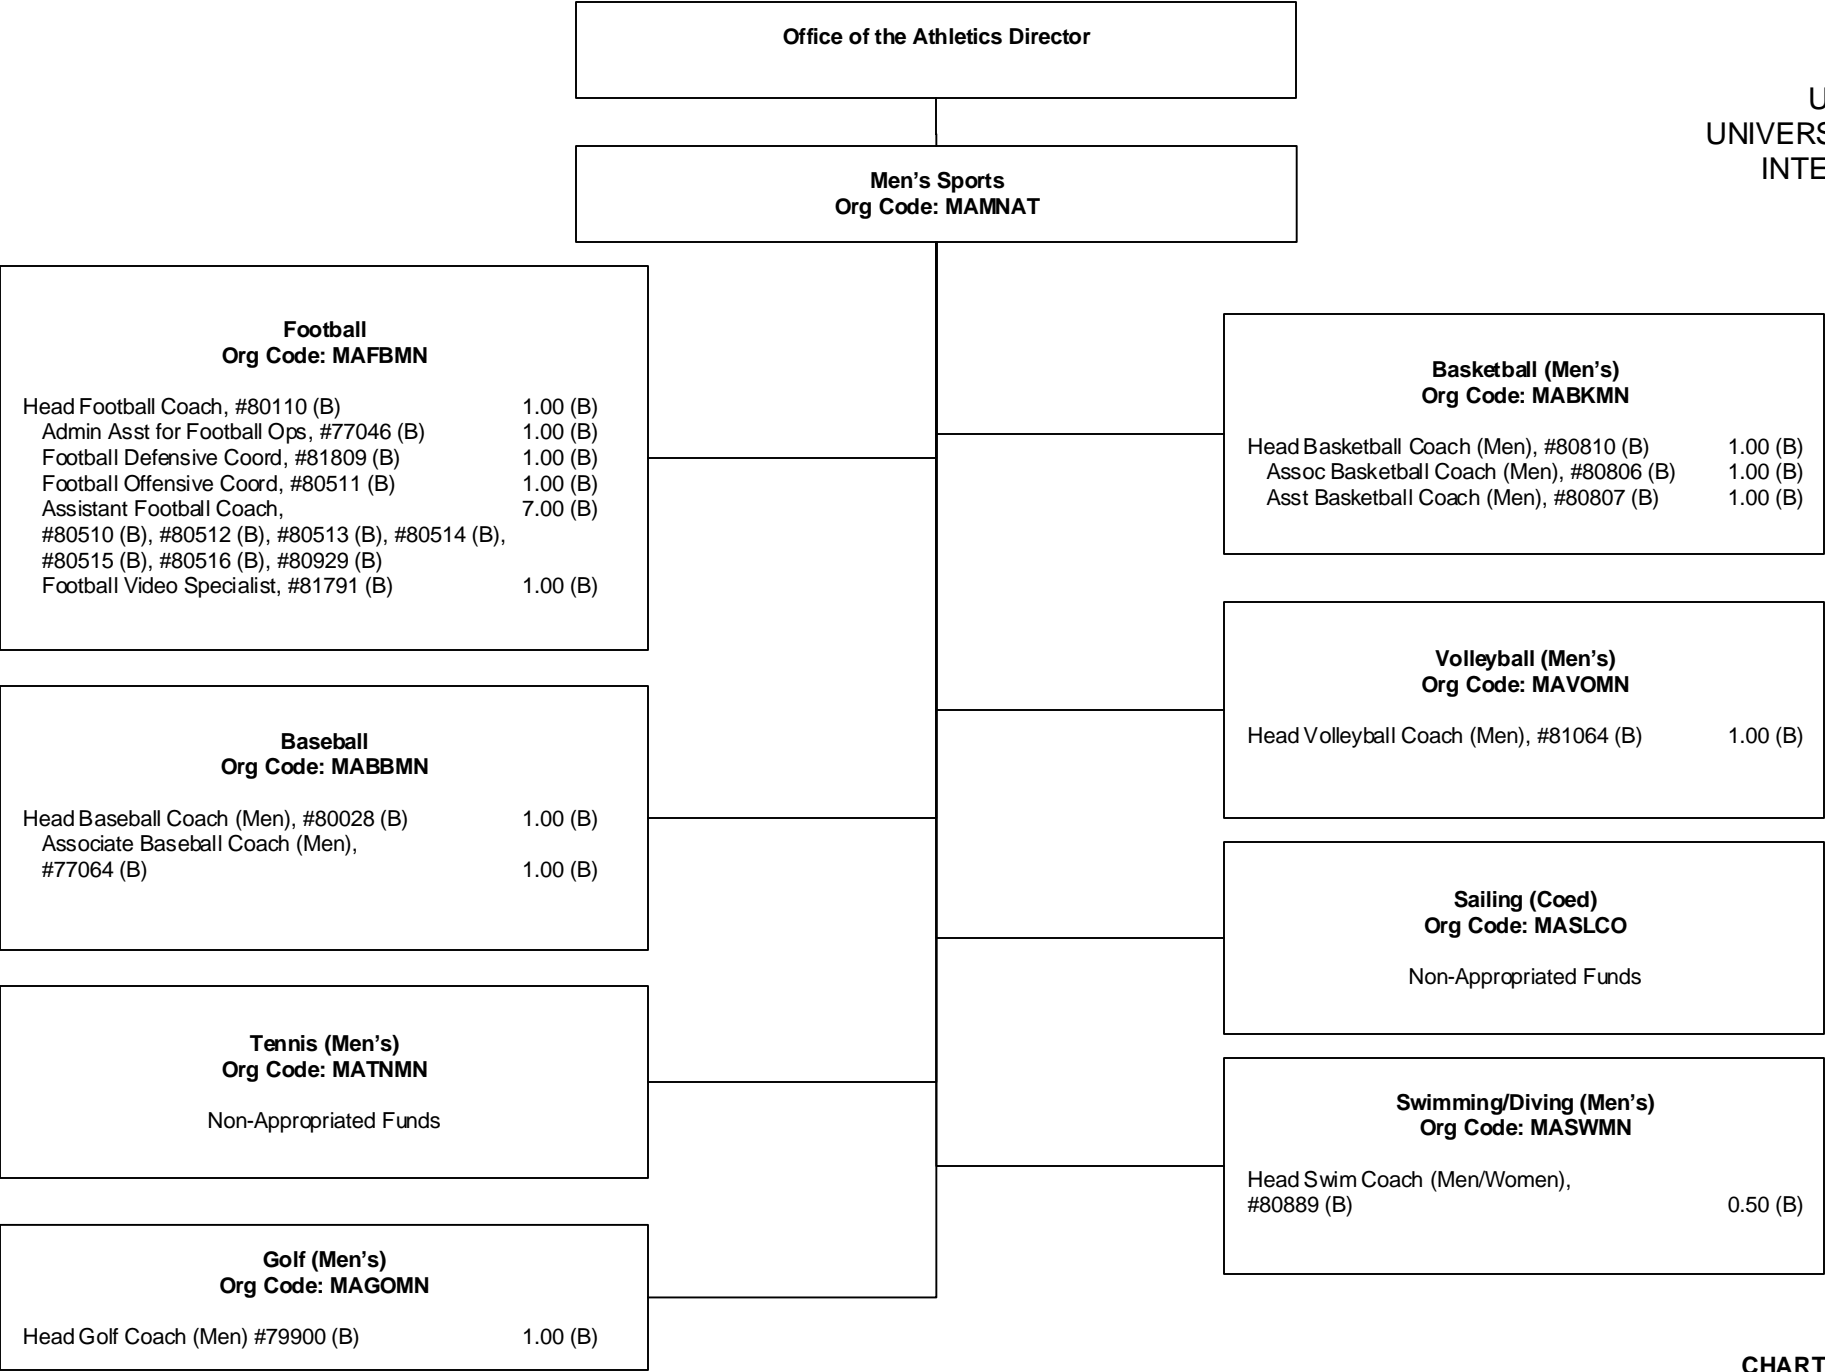 Office of the Athletics Director
U
UNIVERS
INTE
Men's Sports
Org Code: MAMNAT
Football
Org Code: MAFBMN
Head Football Coach, #80110 (B) 1.00 (B)
Admin Asst for Football Ops, #77046 (B) 1.00 (B)
Football Defensive Coord, #81809 (B) 1.00 (B)
Football Offensive Coord, #80511 (B) 1.00 (B)
Assistant Football Coach, 7.00 (B)
#80510 (B), #80512 (B), #80513 (B), #80514 (B),
#80515 (B), #80516 (B), #80929 (B)
Football Video Specialist, #81791 (B) 1.00 (B)
Baseball
Org Code: MABBMN
Head Baseball Coach (Men), #80028 (B) 1.00 (B)
Associate Baseball Coach (Men),
#77064 (B) 1.00 (B)
Tennis (Men's)
Org Code: MATNMN
Non-Appropriated Funds
Golf (Men's)
Org Code: MAGOMN
Head Golf Coach (Men) #79900 (B) 1.00 (B)
Basketball (Men's)
Org Code: MABKMN
Head Basketball Coach (Men), #80810 (B) 1.00 (B)
Assoc Basketball Coach (Men), #80806 (B) 1.00 (B)
Asst Basketball Coach (Men), #80807 (B) 1.00 (B)
Volleyball (Men's)
Org Code: MAVOMN
Head Volleyball Coach (Men), #81064 (B) 1.00 (B)
Sailing (Coed)
Org Code: MASLCO
Non-Appropriated Funds
Swimming/Diving (Men's)
Org Code: MASWMN
Head Swim Coach (Men/Women),
#80889 (B) 0.50 (B)
CHART